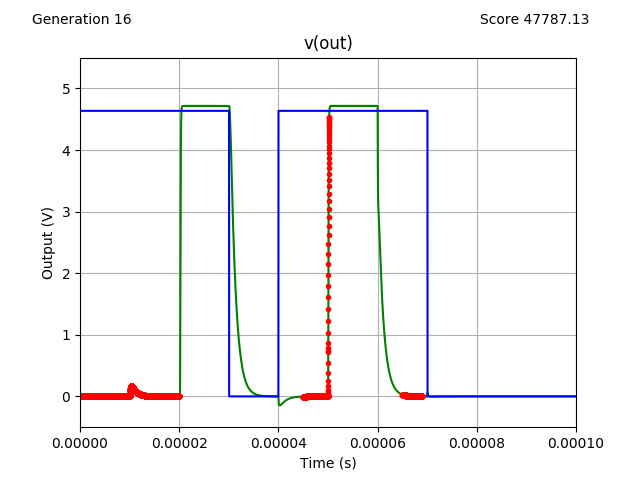 Generation 16
Score 47787.13
v(out)
5
4
3
2
1
0
Output (V)
0.00000
0.00002
0.00004
0.00006
0.00008
0.00010
Time (s)